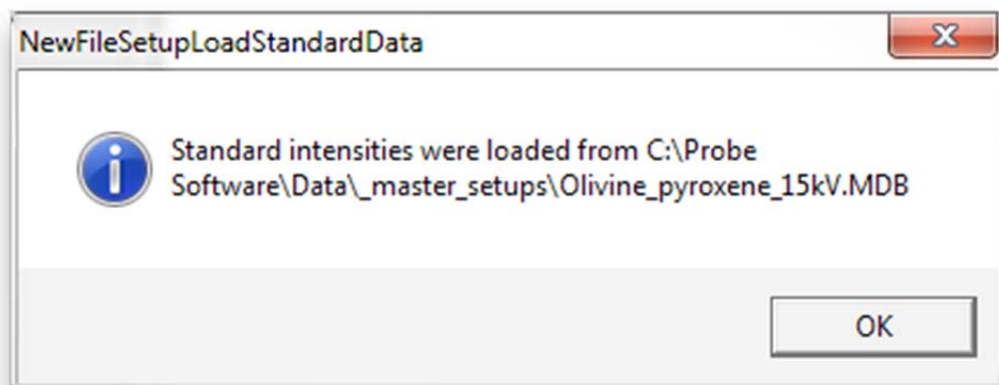 NewFileSetupLoadStandardData
Standard intensities were loaded from C:\Probe
Software\Data\_master_setups\Olivine_pyroxene_15kV.MDB
OK